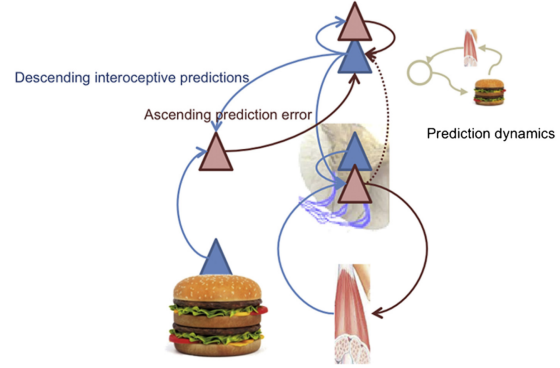 Descending interoceptive predictions
Ascending prediction error
Prediction dynamics